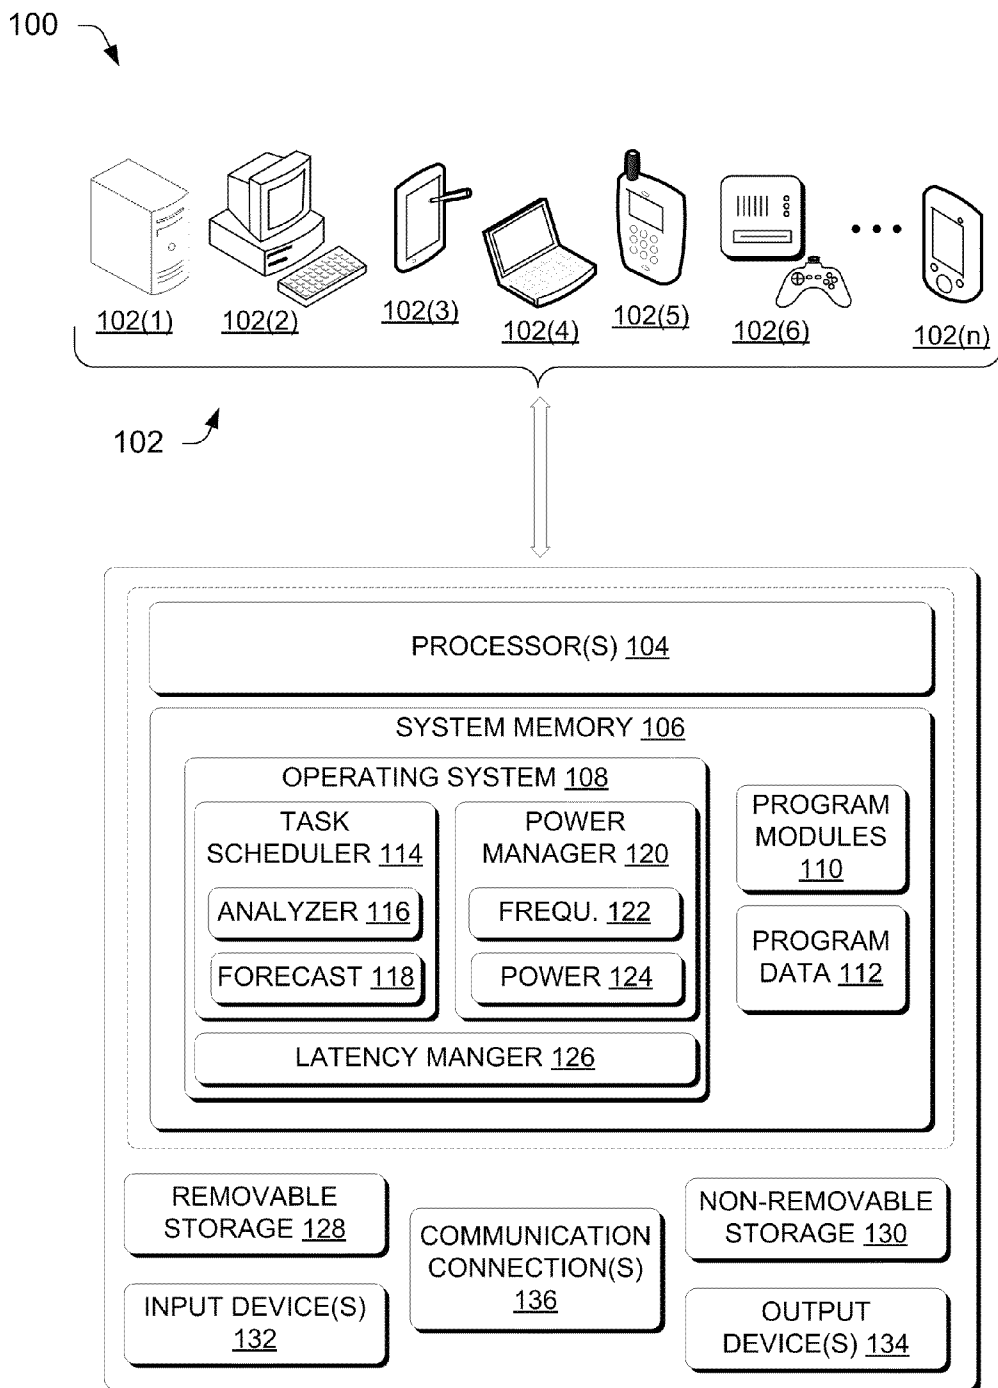 100
102(1)
102(2)
102(3)
102(4)
102(5)
102(6)
102(n)
102
PROCESSOR(S) 104
SYSTEM MEMORY 106
OPERATING SYSTEM 108
TASK
SCHEDULER 114
ANALYZER 116
FORECAST 118
POWER
MANAGER 120
FREQU. 122
POWER 124
LATENCY MANGER 126
PROGRAM
MODULES
110
PROGRAM
DATA 112
REMOVABLE
STORAGE 128
INPUT DEVICE(S)
132
COMMUNICATION
CONNECTION(S)
136
NON-REMOVABLE
STORAGE 130
OUTPUT
DEVICE(S) 134